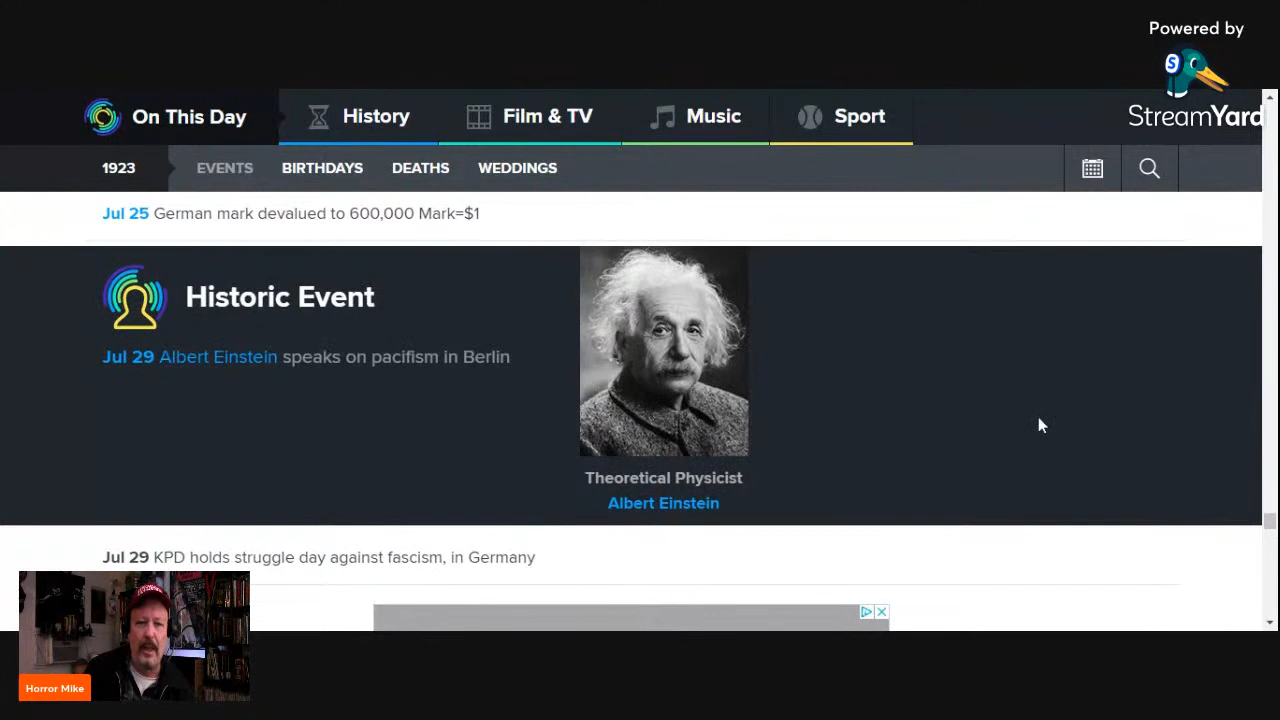 Powered by
S
StreamYard
On This Day
History
Film & TV
Music
Sport
1923
EVENTS
BIRTHDAYS
DEATHS
WEDDINGS
Jul 25 German mark devalued to 600,000 Mark=$1
Historic Event
Jul 29 Albert Einstein speaks on pacifism in Berlin
Theoretical Physicist
Albert Einstein
Jul 29 KPD holds struggle day against fascism, in Germany
Horror Mike